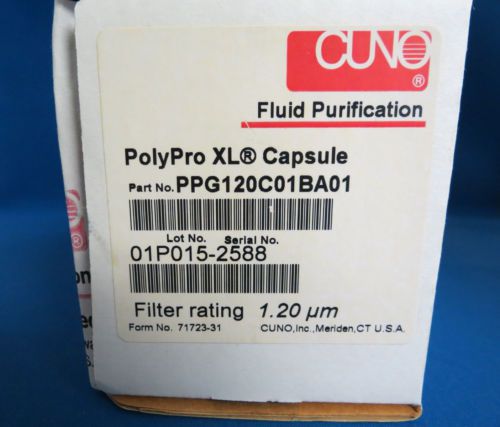 CUNO®
Fluid Purification
PolyPro XL® Capsule
Part No. PPG120C01BA01
Lot No. Serial No.
01P015-2588
Filter rating 1.20 µm
Form No. 71723-31 CUNO,Inc.,Meriden,CT U.S.A.
CUNO